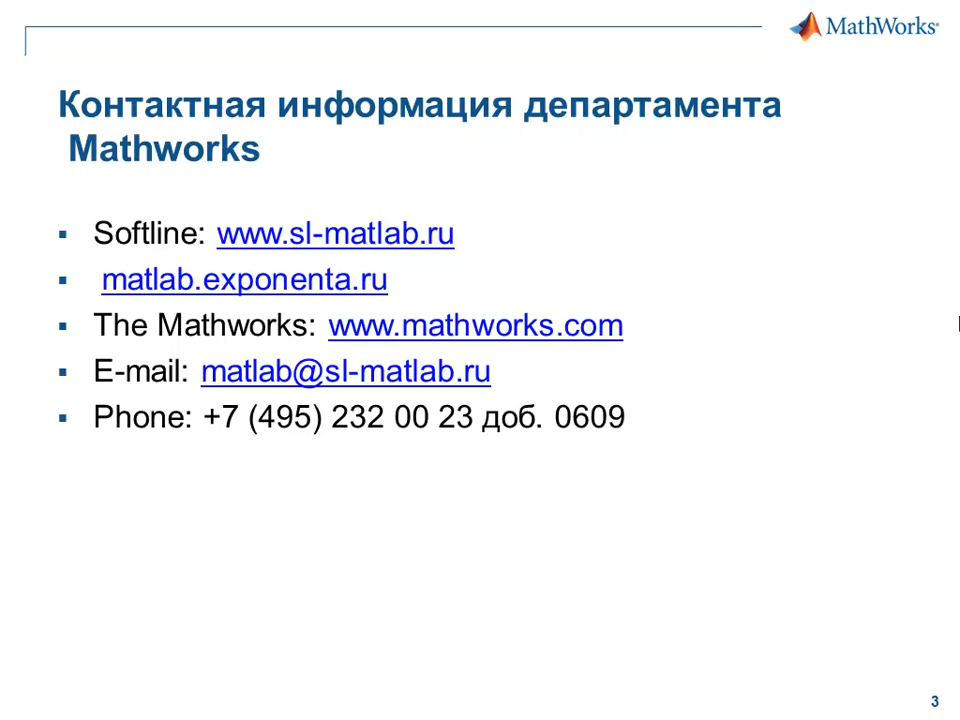 MathWorks®
Контактная информация департамента
Mathworks
▪ Softline: www.sl-matlab.ru
▪ matlab.exponenta.ru
▪ The Mathworks: www.mathworks.com
▪ E-mail: matlab@sl-matlab.ru
▪ Phone: +7 (495) 232 00 23 доб. 0609
3